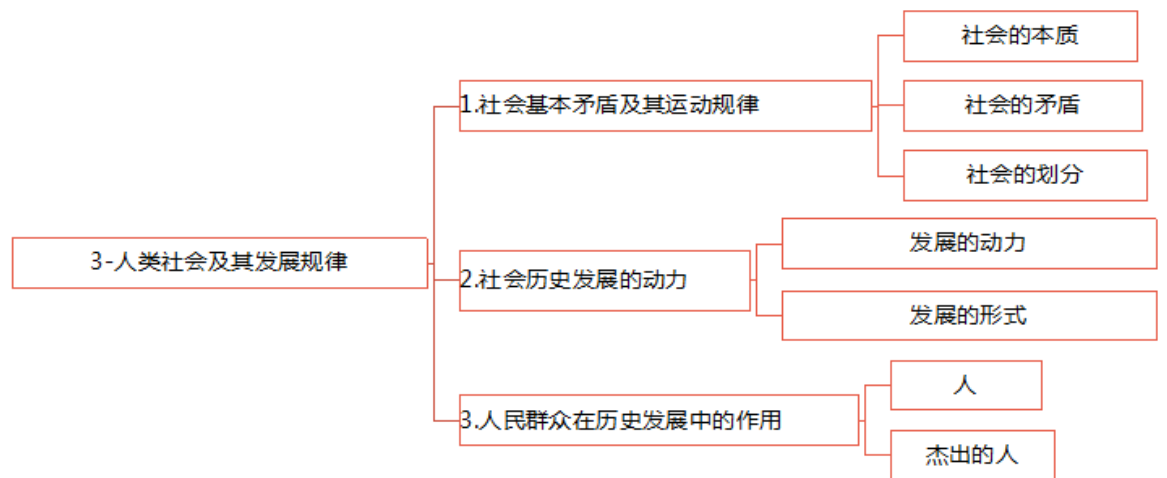 3-人类社会及其发展规律
1.社会基本矛盾及其运动规律
社会的本质
社会的矛盾
社会的划分
2.社会历史发展的动力
发展的动力
发展的形式
3.人民群众在历史发展中的作用
人
杰出的人